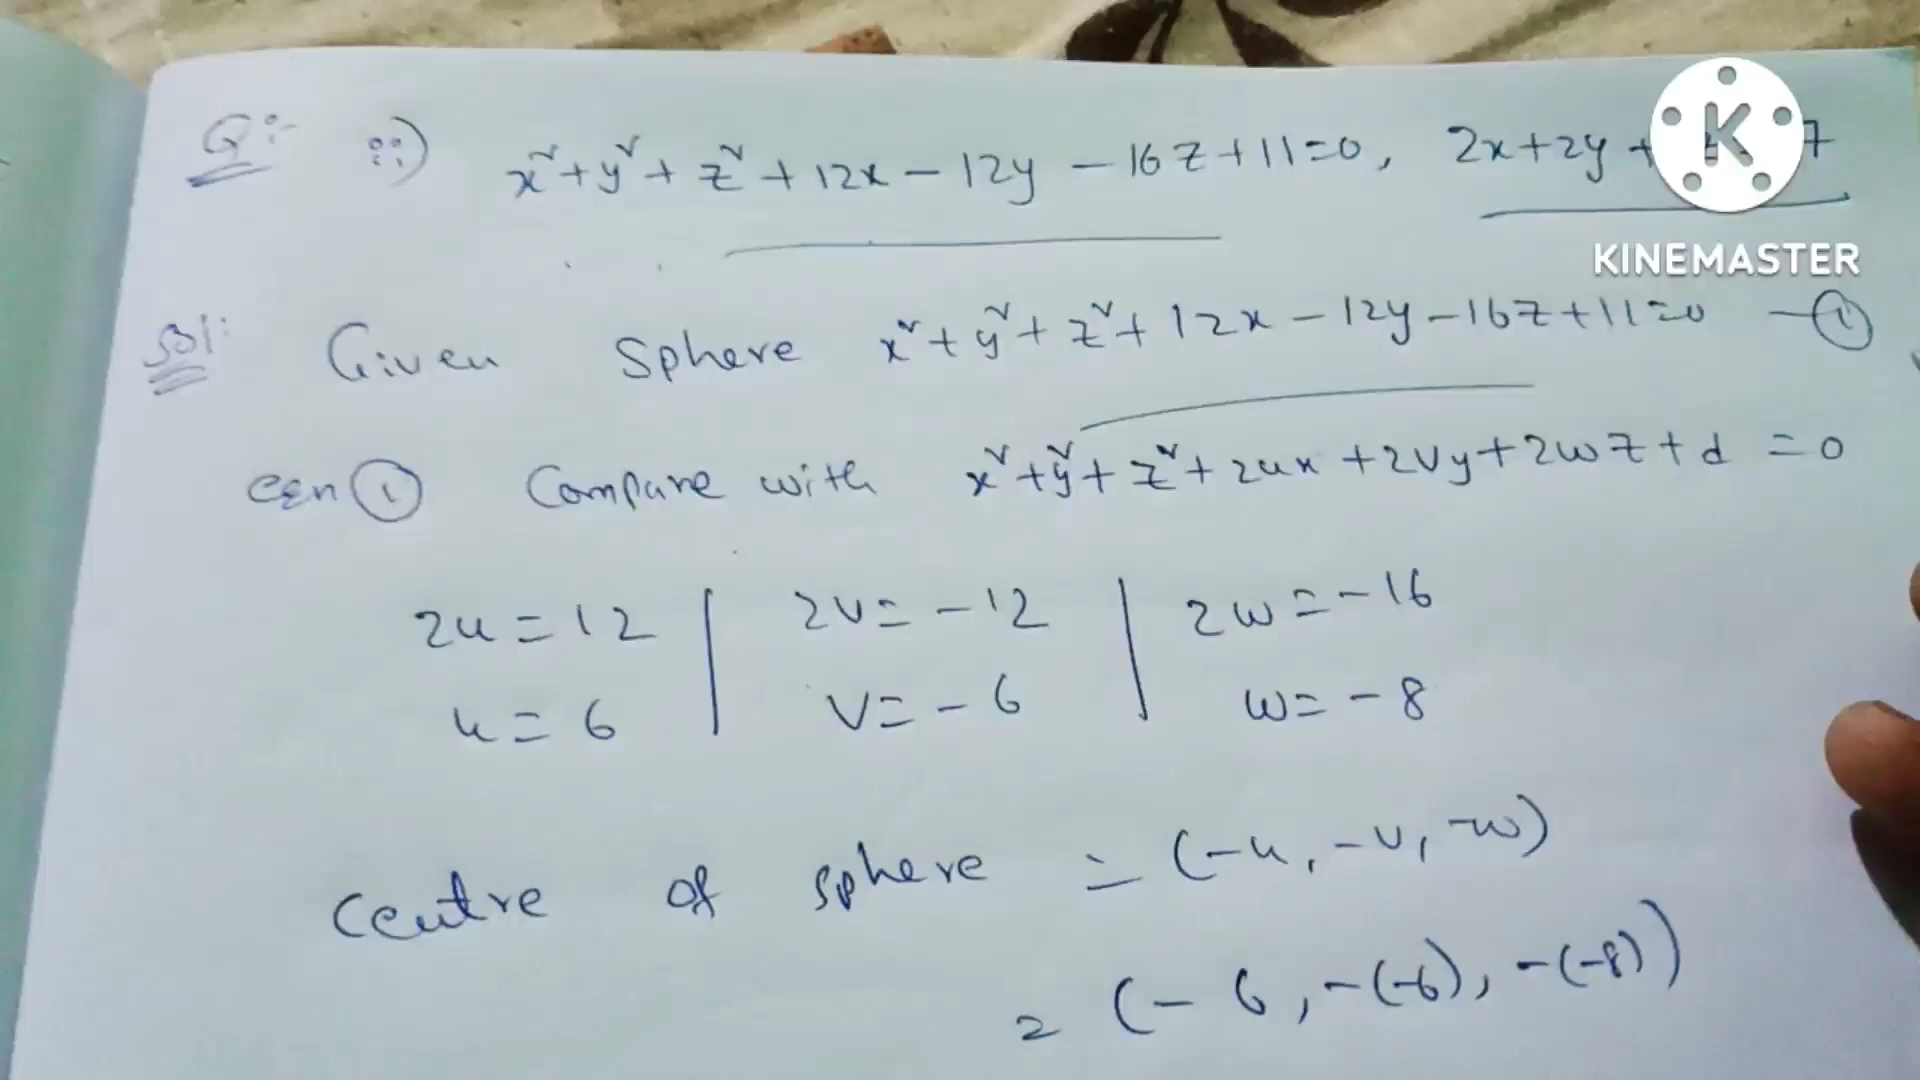 Q:- ii) x²+y²+z²+12x-12y-16z+11=0, 2x+2y+ 7
KINEMASTER
Sol: Given Sphere x²+y²+z²+12x-12y-16z+11=0 —①
eqn ① Compare with x²+y²+z²+2ux+2vy+2wz+d=0
2u=12 | 2v=-12 | 2w=-16
u=6 | v=-6 | w=-8
Centre of sphere = (-u, -v, -w)
= (-6, -(-6), -(-8))